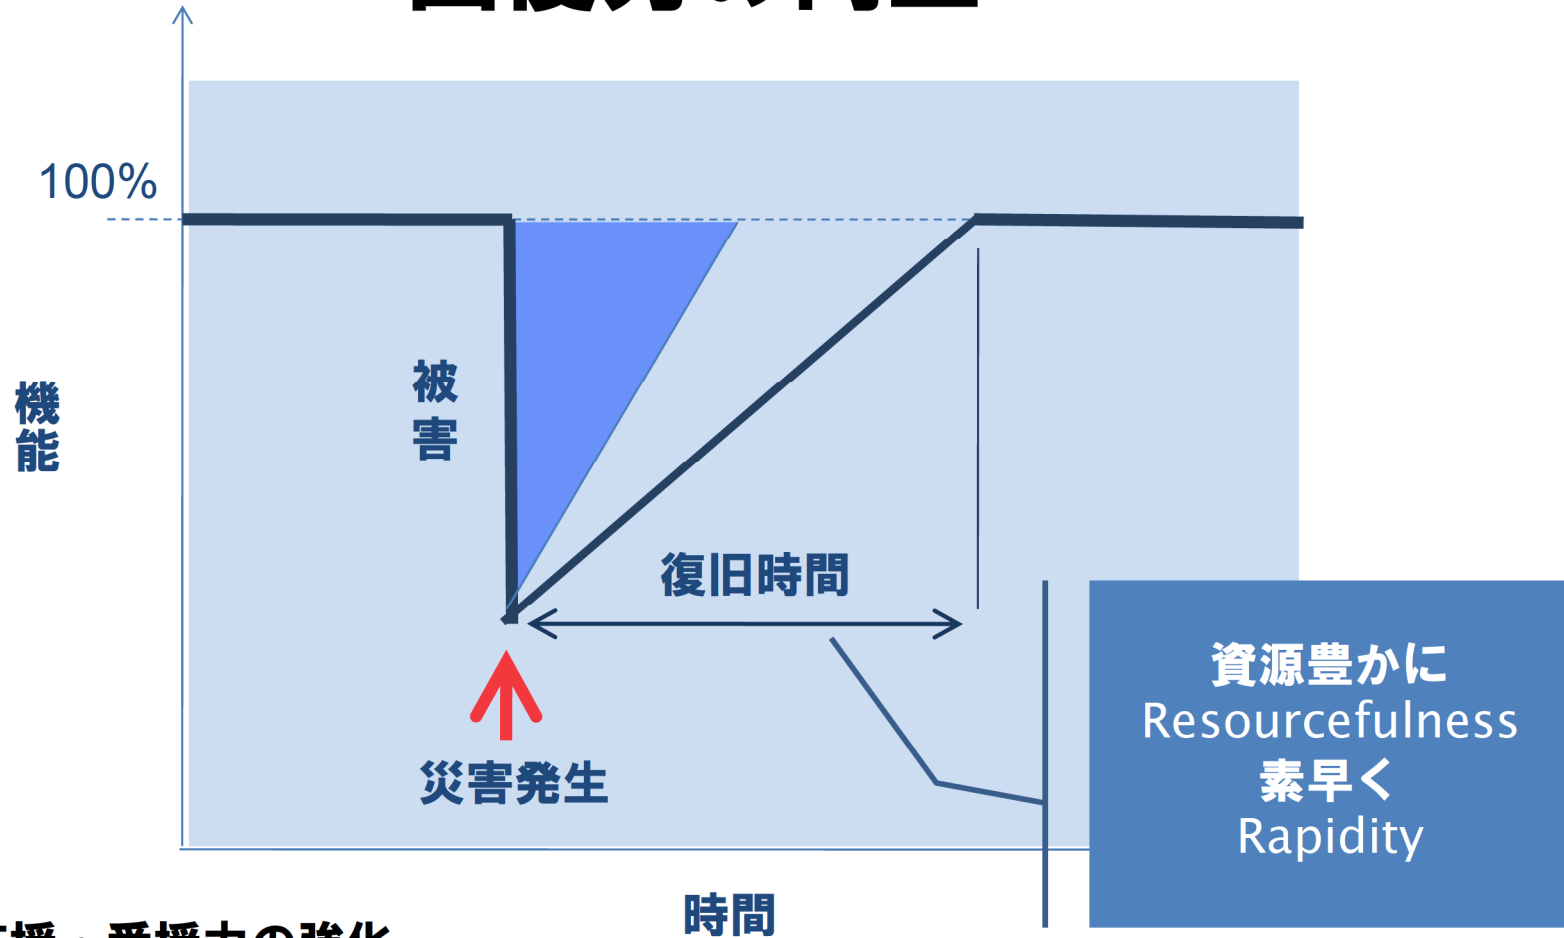 100%
機能
被害
復旧時間
災害発生
資源豊かに
Resourcefulness
素早く
Rapidity
時間